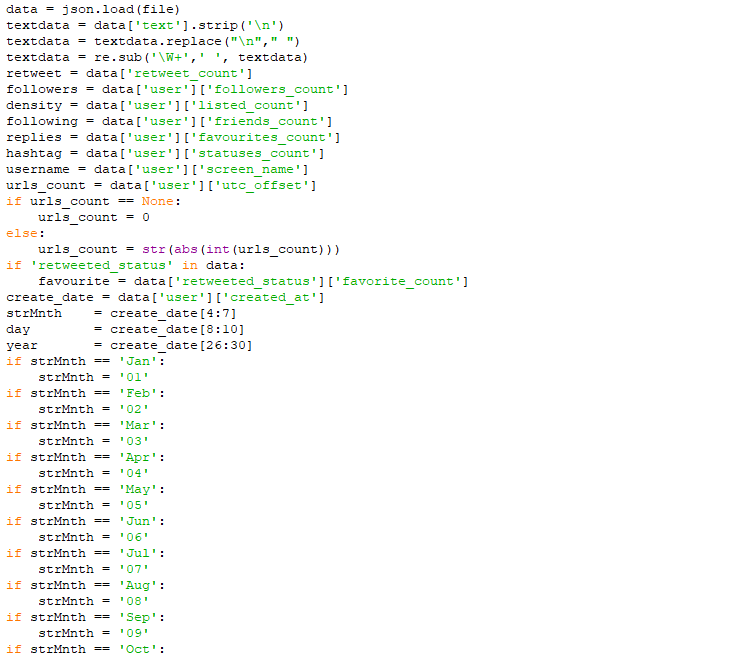 data = json.load(file)
textdata = data['text'].strip('\n')
textdata = textdata.replace("\n"," ")
textdata = re.sub('\W+',' ', textdata)
retweet = data['retweet_count']
followers = data['user']['followers_count']
density = data['user']['listed_count']
following = data['user']['friends_count']
replies = data['user']['favourites_count']
hashtag = data['user']['statuses_count']
username = data['user']['screen_name']
urls_count = data['user']['utc_offset']
if urls_count == None:
    urls_count = 0
else:
    urls_count = str(abs(int(urls_count)))
if 'retweeted_status' in data:
    favourite = data['retweeted_status']['favorite_count']
create_date = data['user']['created_at']
strMnth    = create_date[4:7]
day        = create_date[8:10]
year       = create_date[26:30]
if strMnth == 'Jan':
    strMnth = '01'
if strMnth == 'Feb':
    strMnth = '02'
if strMnth == 'Mar':
    strMnth = '03'
if strMnth == 'Apr':
    strMnth = '04'
if strMnth == 'May':
    strMnth = '05'
if strMnth == 'Jun':
    strMnth = '06'
if strMnth == 'Jul':
    strMnth = '07'
if strMnth == 'Aug':
    strMnth = '08'
if strMnth == 'Sep':
    strMnth = '09'
if strMnth == 'Oct':